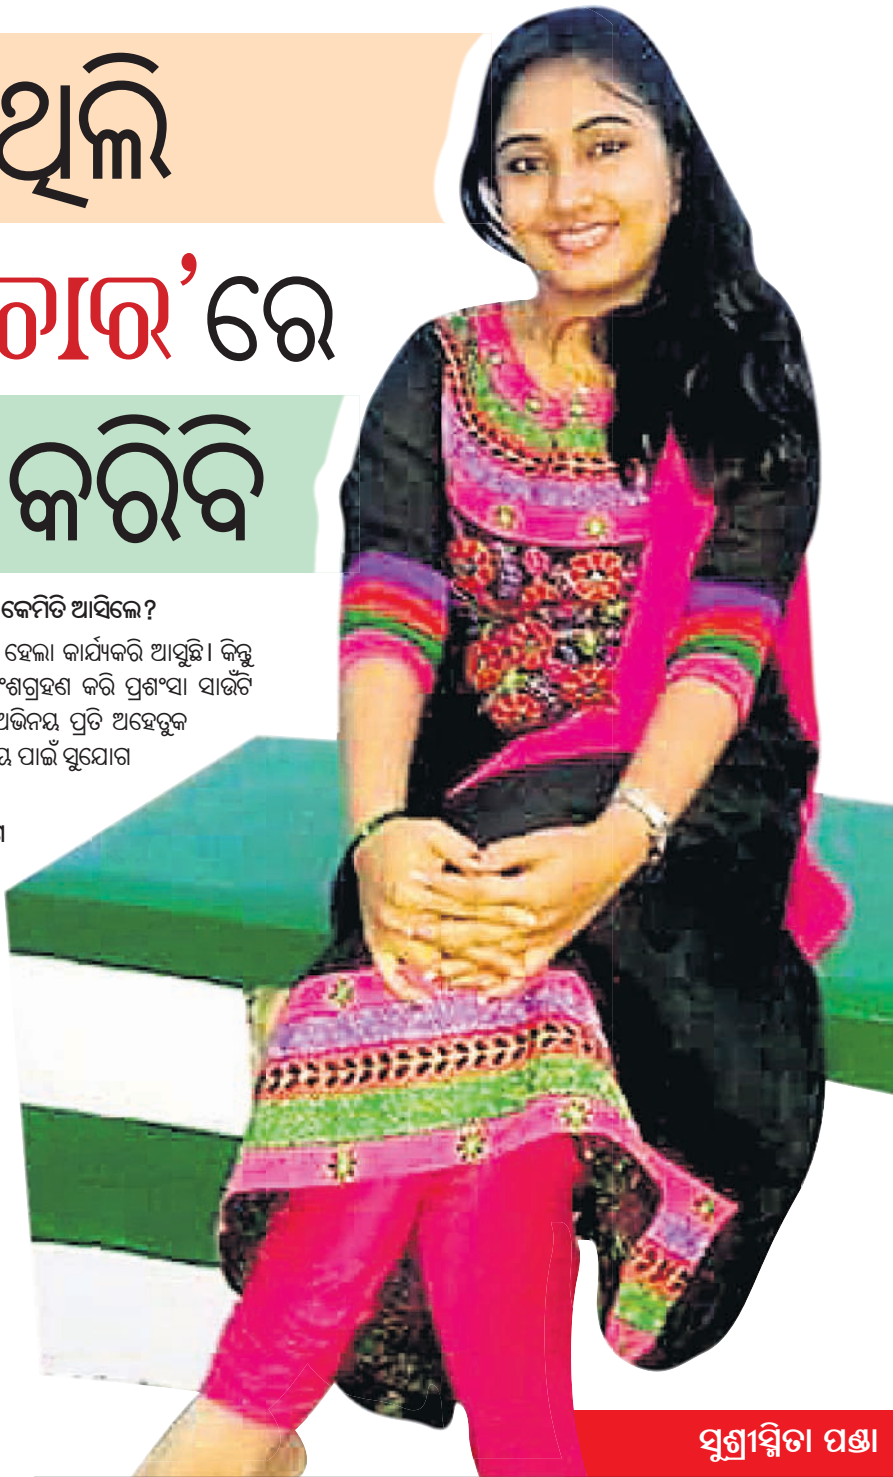 ଥିଲି
ଚାର’ରେ
କରିବି
କେମିତି ଆସିଲେ?
ହେଲା କାର୍ଯ୍ୟକରି ଆସୁଛି। କିନ୍ତୁ
ଂଶଗ୍ରହଣ କରି ପ୍ରଶଂସା ସାଉଁଟି
ଅଭିନୟ ପ୍ରତି ଅହେତୁକ
ୟ ପାଇଁ ସୁଯୋଗ
ସୁଶ୍ରୀସ୍ମିତା ପଣ୍ଡା